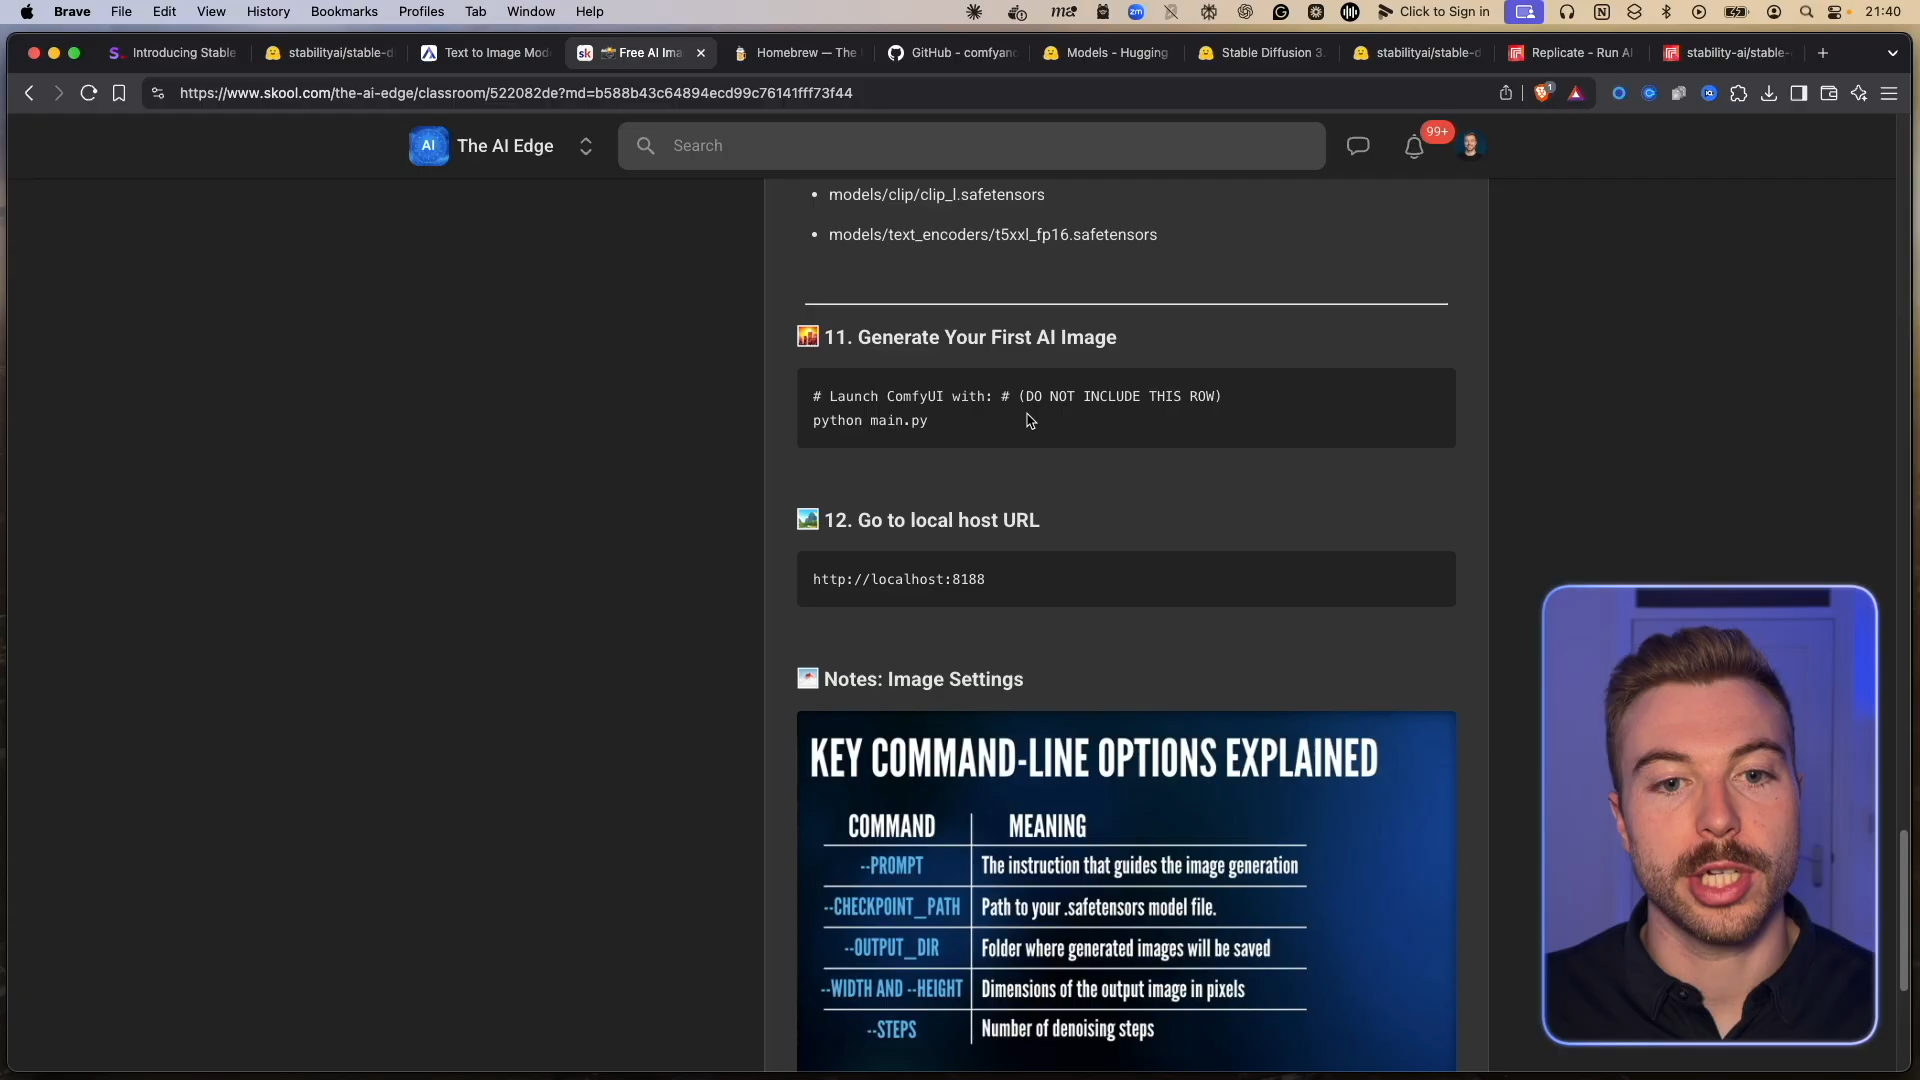 Brave File Edit View History Bookmarks Profiles Tab Window Help
zm
Click to Sign in
21:40
Introducing Stable
stabilityai/stable-d
Text to Image Mod
sk Free AI Ima
Homebrew — The
GitHub - comfyano
Models - Hugging
Stable Diffusion 3.
stabilityai/stable-d
Replicate - Run AI
stability-ai/stable-
https://www.skool.com/the-ai-edge/classroom/522082de?md=b588b43c64894ecd99c76141fff73f44
AI The AI Edge
Search
99+
• models/clip/clip_l.safetensors
• models/text_encoders/t5xxl_fp16.safetensors
11. Generate Your First AI Image
# Launch ComfyUI with: # (DO NOT INCLUDE THIS ROW)
python main.py
12. Go to local host URL
http://localhost:8188
Notes: Image Settings
KEY COMMAND-LINE OPTIONS EXPLAINED
COMMAND MEANING
--PROMPT The instruction that guides the image generation
--CHECKPOINT_PATH Path to your .safetensors model file.
--OUTPUT_DIR Folder where generated images will be saved
--WIDTH AND --HEIGHT Dimensions of the output image in pixels
--STEPS Number of denoising steps